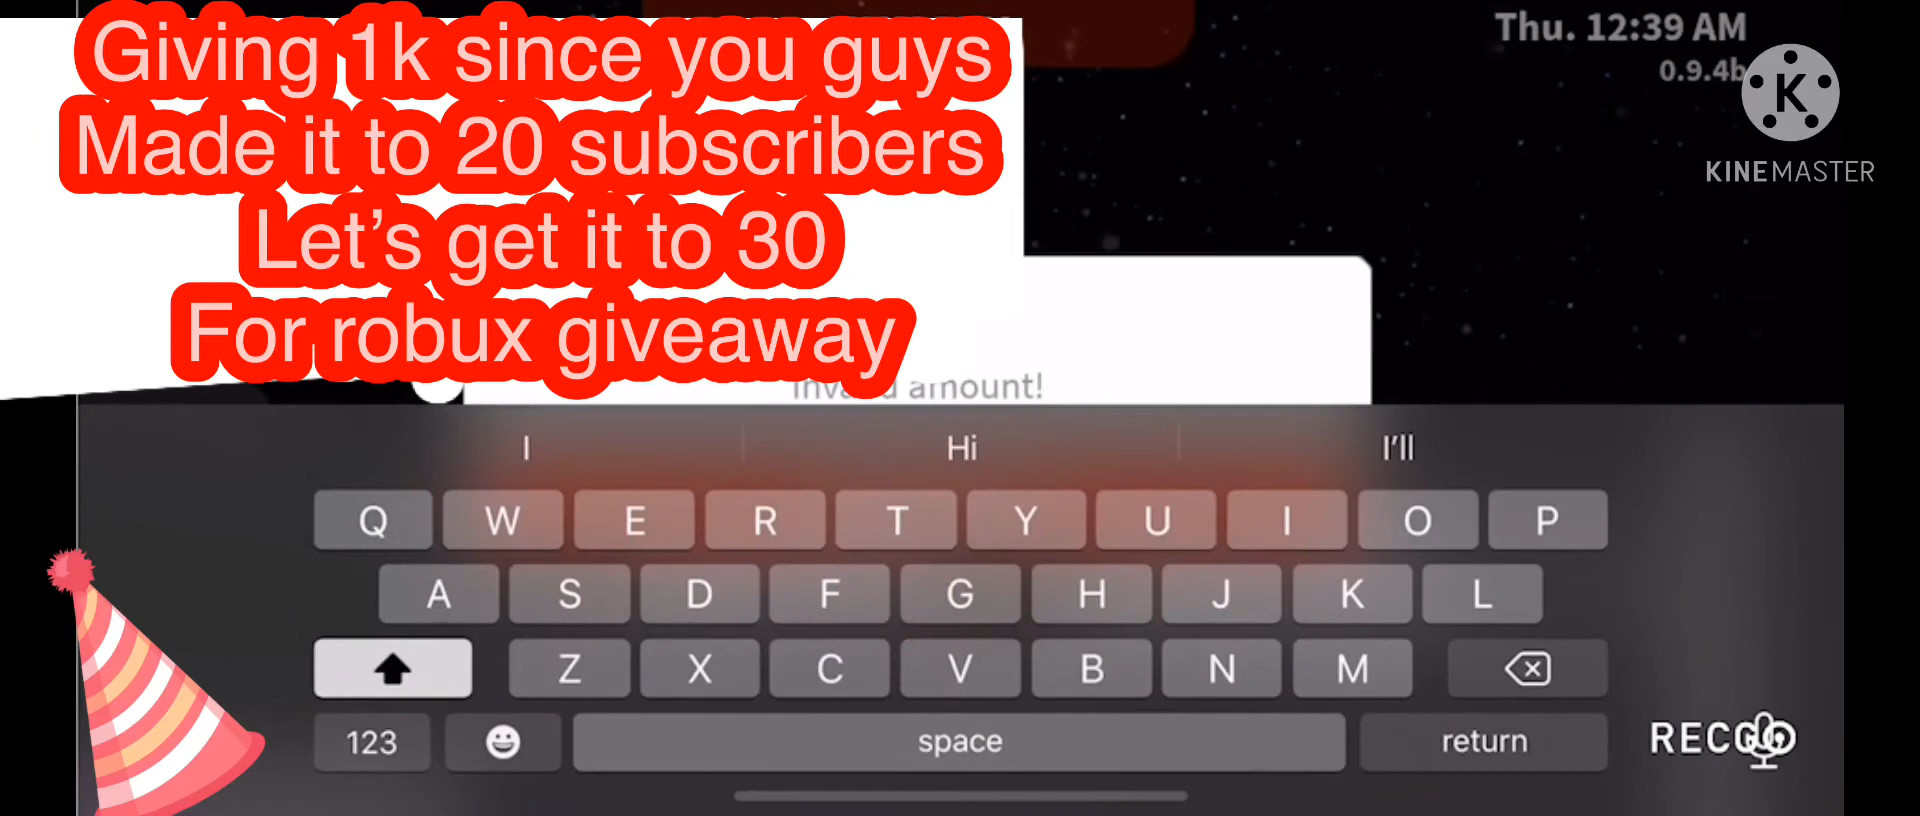 Giving 1k since you guys
Made it to 20 subscribers
Let’s get it to 30
For robux giveaway
Thu. 12:39 AM
0.9.4b
K
KINEMASTER
amount!
I Hi I’ll
Q W E R T Y U I O P
A S D F G H J K L
Z X C V B N M
123 space return
REC